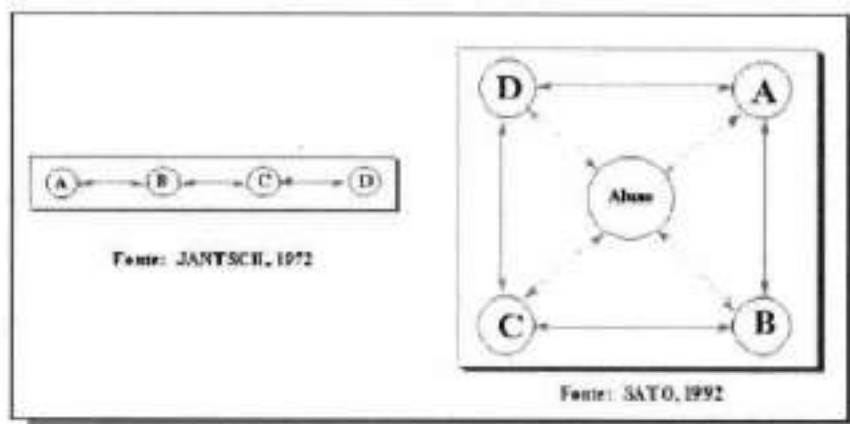 A B C D
Fonte: JANTSCH, 1972
D A
Aluno
C B
Fonte: SATO, 1992